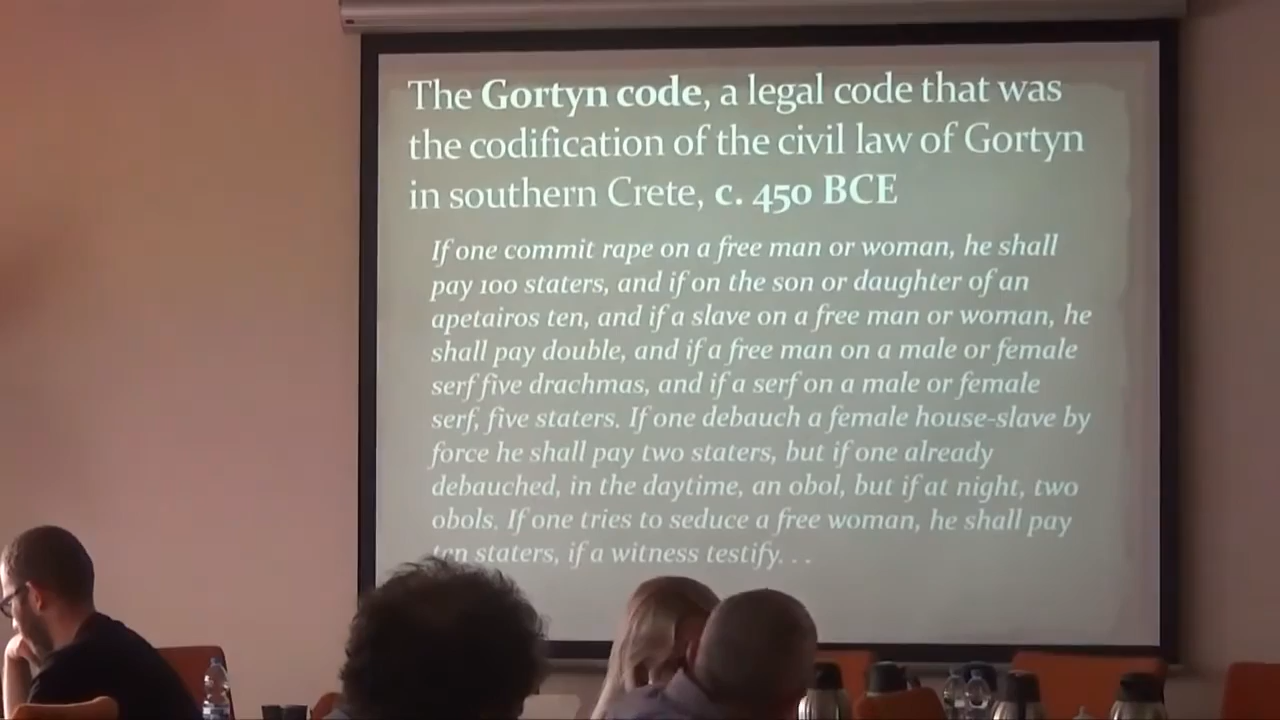 The Gortyn code, a legal code that was
the codification of the civil law of Gortyn
in southern Crete, c. 450 BCE
If one commit rape on a free man or woman, he shall
pay 100 staters, and if on the son or daughter of an
apetairos ten, and if a slave on a free man or woman, he
shall pay double, and if a free man on a male or female
serf five drachmas, and if a serf on a male or female
serf, five staters. If one debauch a female house-slave by
force he shall pay two staters, but if one already
debauched, in the daytime, an obol, but if at night, two
obols. If one tries to seduce a free woman, he shall pay
ten staters, if a witness testify. . .